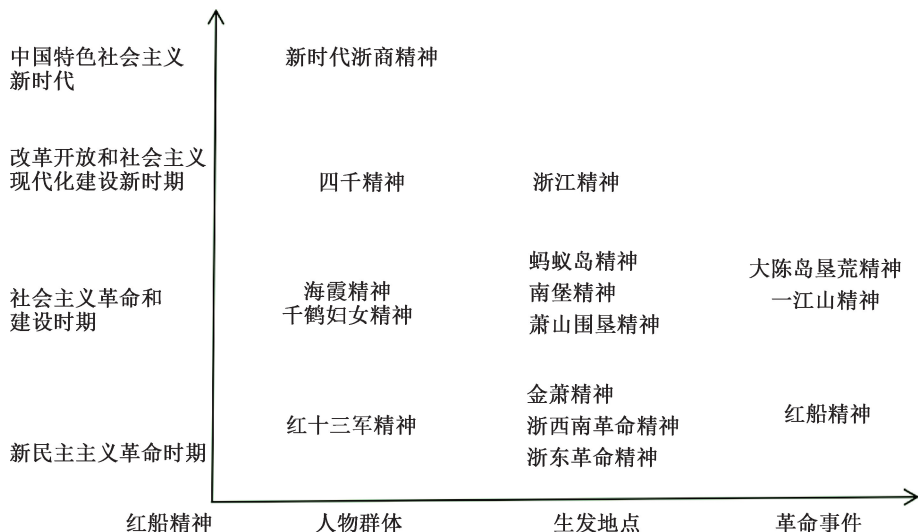 中国特色社会主义
新时代
新时代浙商精神
改革开放和社会主义
现代化建设新时期
四千精神
浙江精神
社会主义革命和
建设时期
海霞精神
千鹤妇女精神
蚂蚁岛精神
南堡精神
萧山围垦精神
大陈岛垦荒精神
一江山精神
新民主主义革命时期
红十三军精神
金萧精神
浙西南革命精神
浙东革命精神
红船精神
红船精神
人物群体
生发地点
革命事件